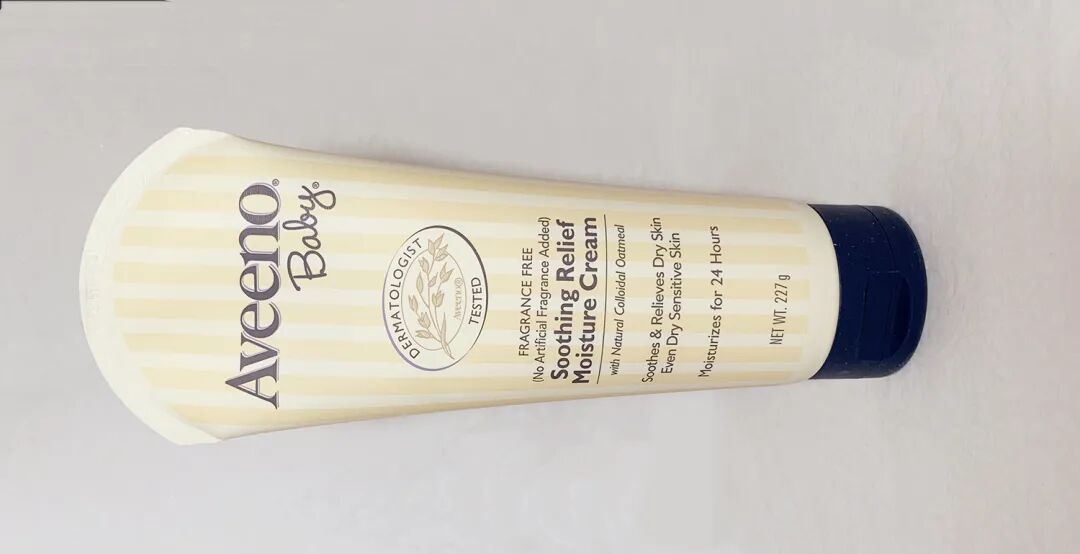 Aveeno®
Baby®
DERMATOLOGIST
Aveeno®
TESTED
FRAGRANCE FREE
(No Artificial Fragrance Added)
Soothing Relief
Moisture Cream
with Natural Colloidal Oatmeal
Soothes & Relieves Dry Skin
Even Dry Sensitive Skin
Moisturizes for 24 Hours
NET WT. 227 g